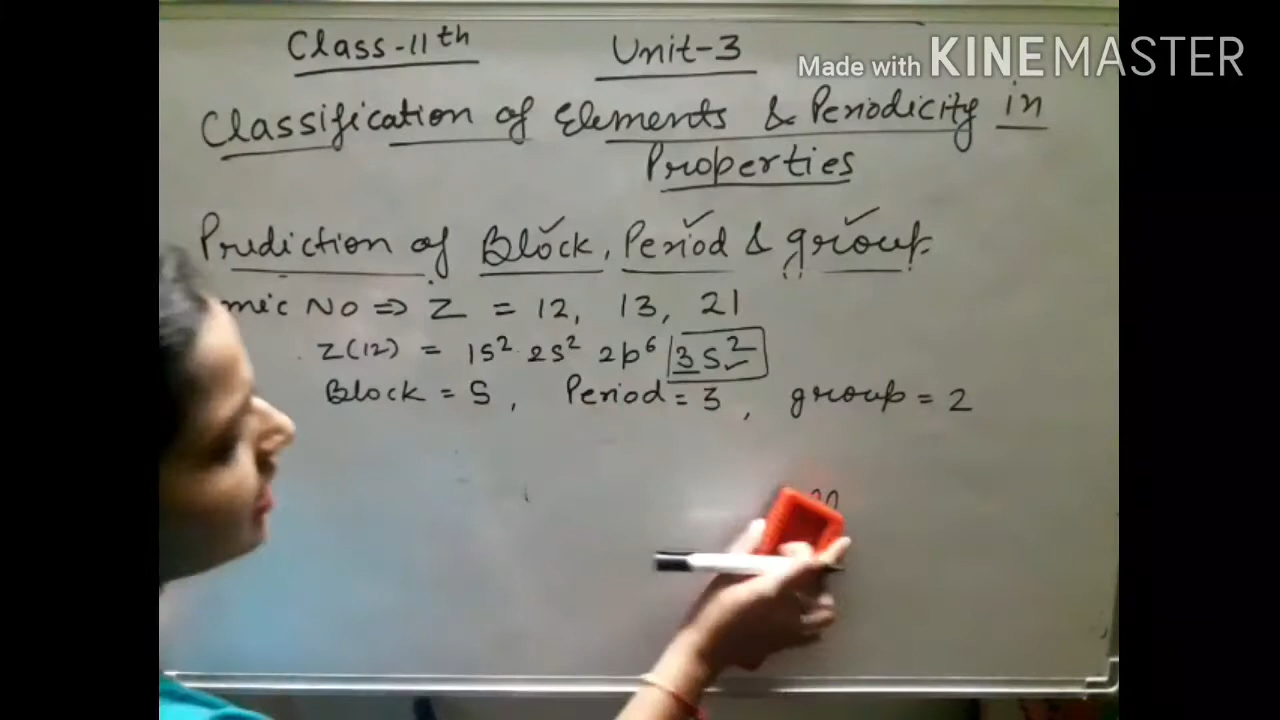 Class-11th Unit-3
Made with KINEMASTER
Classification of Elements & Periodicity in
Properties
Prediction of Block, Period & group.
mic No => Z = 12, 13, 21
Z(12) = 1s² 2s² 2p⁶ 3s²
Block = S, Period = 3, group = 2